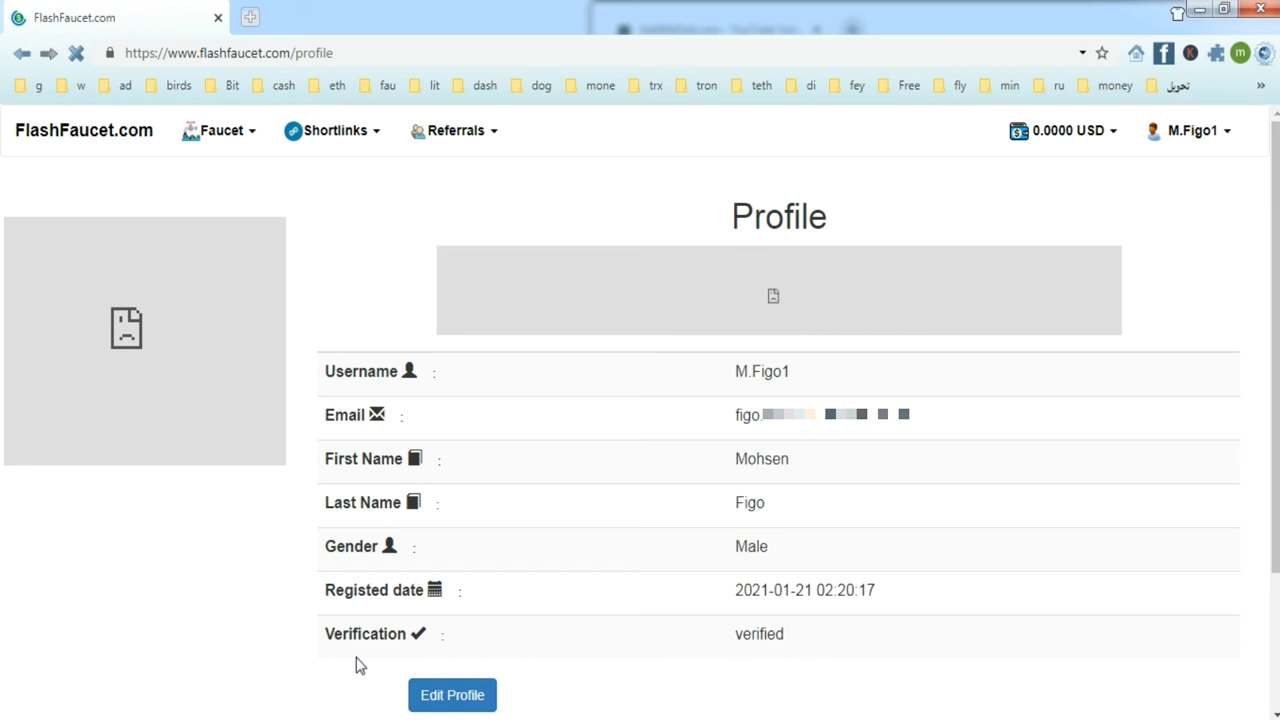 FlashFaucet.com
https://www.flashfaucet.com/profile
g w ad birds Bit cash eth fau lit dash dog mone trx tron teth di fey Free fly min ru money تحويل »
FlashFaucet.com Faucet Shortlinks Referrals 0.0000 USD M.Figo1
Profile
Username : M.Figo1
Email : figo.
First Name : Mohsen
Last Name : Figo
Gender : Male
Registed date : 2021-01-21 02:20:17
Verification : verified
Edit Profile